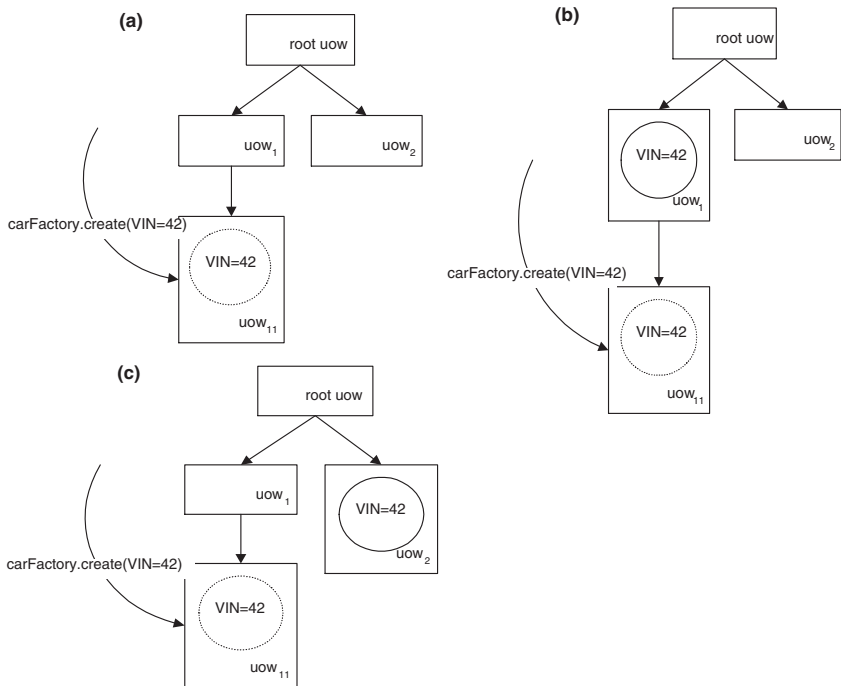 (a)
root uow
uow1
uow2
carFactory.create(VIN=42)
VIN=42
uow11
(b)
root uow
VIN=42
uow1
uow2
carFactory.create(VIN=42)
VIN=42
uow11
(c)
root uow
uow1
VIN=42
uow2
carFactory.create(VIN=42)
VIN=42
uow11